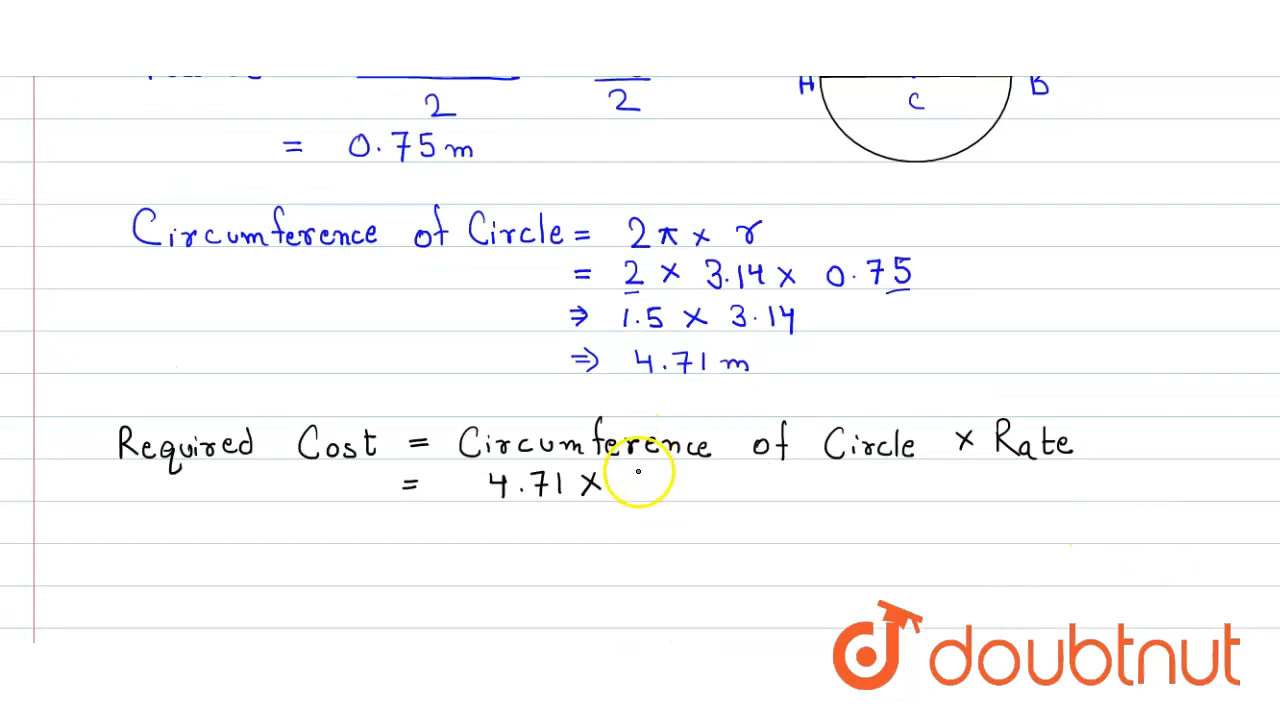 2 2
A C B
= 0.75 m
Circumference of Circle = 2π × r
= 2 × 3.14 × 0.75
⇒ 1.5 × 3.14
⇒ 4.71 m
Required Cost = Circumference of Circle × Rate
= 4.71 ×
doubtnut